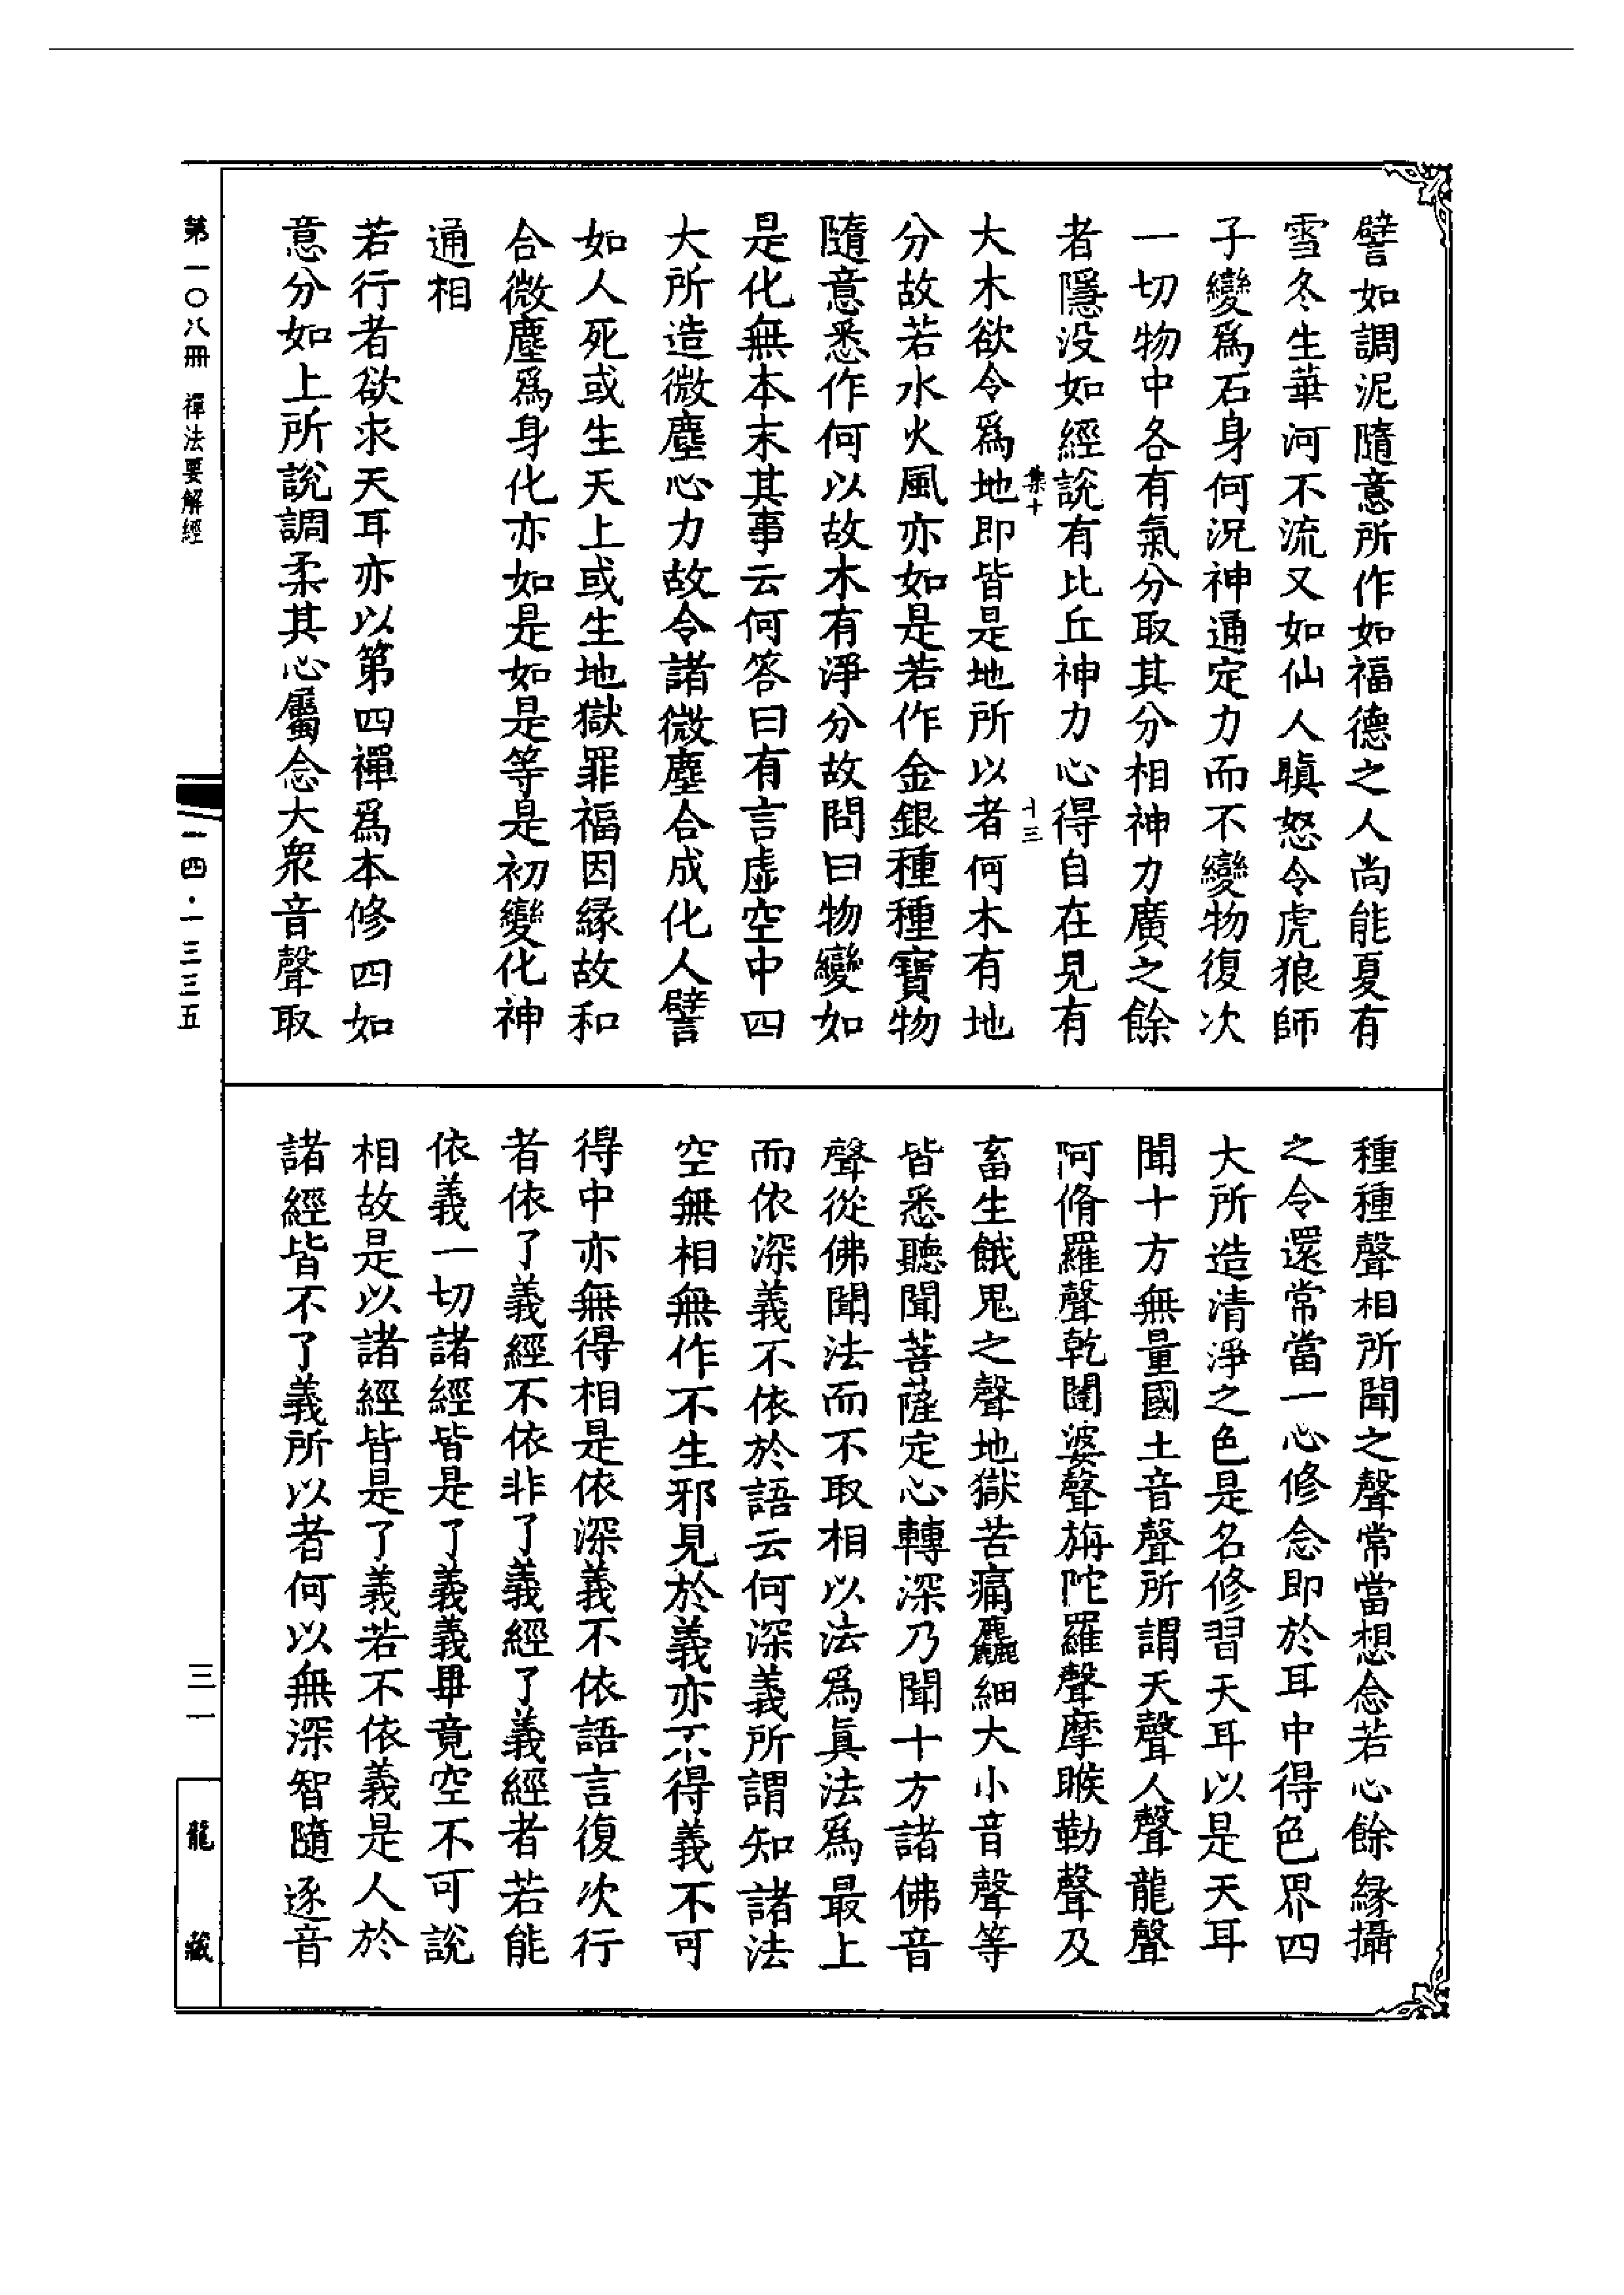 譬如調泥隨意所作如福德之人尚能夏有
雪冬生華河不流又如仙人瞋怒令虎狼師
子變爲石身何況神通定力而不變物復次
一切物中各有氣分取其分相神力廣之餘
者隱没如經說有比丘神力心得自在見有
集十
十三
大木欲令爲地即皆是地所以者何木有地
分故若水火風亦如是若作金銀種種寶物
隨意悉作何以故木有淨分故問曰物變如
是化無本末其事云何答曰有言虛空中四
大所造微塵心力故令諸微塵合成化人譬
如人死或生天上或生地獄罪福因緣故和
合微塵爲身化亦如是如是等是初變化神
通相
若行者欲求天耳亦以第四禪爲本修四如
意分如上所説調柔其心屬念大衆音聲取
種種聲相所聞之聲常當想念若心餘緣攝
之令還常當一心修念即於耳中得色界四
大所造清淨之色是名修習天耳以是天耳
聞十方無量國土音聲所謂天聲人聲龍聲
阿脩羅聲乾闥婆聲旃陀羅聲摩睺勒聲及
畜生餓鬼之聲地獄苦痛麤細大小音聲等
皆悉聽聞菩薩定心轉深乃聞十方諸佛音
聲從佛聞法而不取相以法爲眞法爲最上
而依深義不依於語云何深義所謂知諸法
空無相無作不生邪見於義亦不得義不可
得中亦無得相是依深義不依語言復次行
者依了義經不依非了義經了義經者若能
依義一切諸經皆是了義義畢竟空不可說
相故是以諸經皆是了義若不依義是人於
諸經皆不了義所以者何以無深智隨逐音
第一〇八冊 禪法要解經
一四·一三三五
三一
龍藏